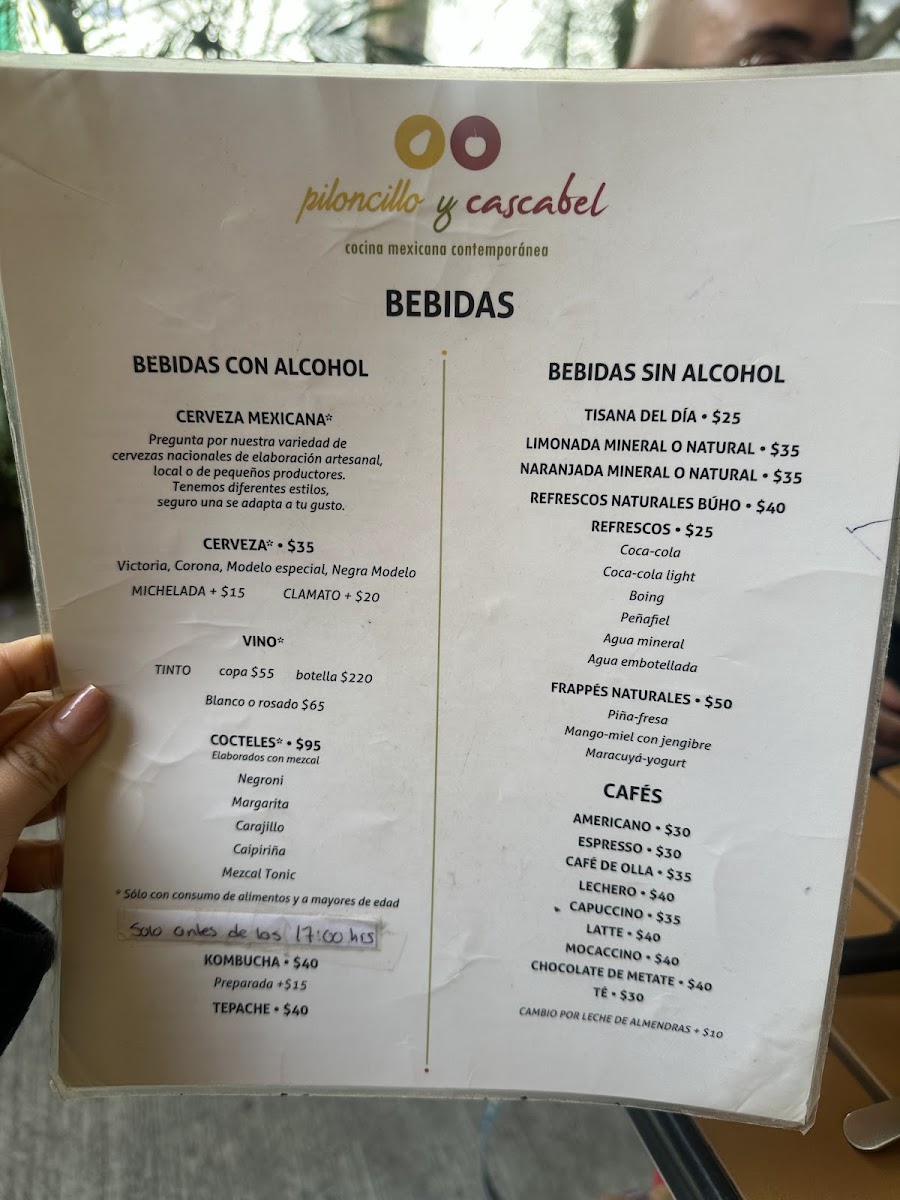 piloncillo y cascabel
cocina mexicana contemporánea
BEBIDAS
BEBIDAS CON ALCOHOL
CERVEZA MEXICANA*
Pregunta por nuestra variedad de
cervezas nacionales de elaboración artesanal,
local o de pequeños productores.
Tenemos diferentes estilos,
seguro una se adapta a tu gusto.
CERVEZA* • $35
Victoria, Corona, Modelo especial, Negra Modelo
MICHELADA + $15 CLAMATO + $20
VINO*
TINTO copa $55 botella $220
Blanco o rosado $65
COCTELES* • $95
Elaborados con mezcal
Negroni
Margarita
Carajillo
Caipiriña
Mezcal Tonic
* Sólo con consumo de alimentos y a mayores de edad
Solo antes de las 17:00 hrs
KOMBUCHA • $40
Preparada +$15
TEPACHE • $40
BEBIDAS SIN ALCOHOL
TISANA DEL DÍA • $25
LIMONADA MINERAL O NATURAL • $35
NARANJADA MINERAL O NATURAL • $35
REFRESCOS NATURALES BÚHO • $40
REFRESCOS • $25
Coca-cola
Coca-cola light
Boing
Peñafiel
Agua mineral
Agua embotellada
FRAPPÉS NATURALES • $50
Piña-fresa
Mango-miel con jengibre
Maracuyá-yogurt
CAFÉS
AMERICANO • $30
ESPRESSO • $30
CAFÉ DE OLLA • $35
LECHERO • $40
CAPUCCINO • $35
LATTE • $40
MOCACCINO • $40
CHOCOLATE DE METATE • $40
TÉ • $30
CAMBIO POR LECHE DE ALMENDRAS + $10